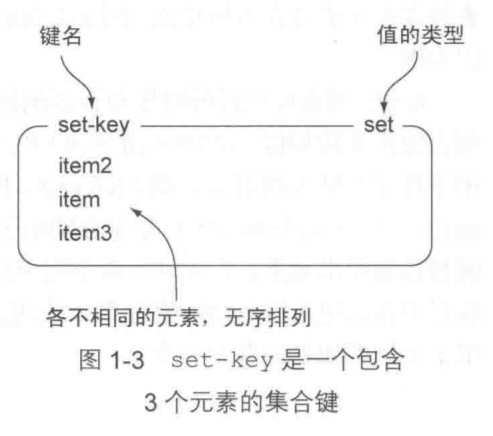 键名
值的类型
set-key
set
item2
item
item3
各不相同的元素，无序排列
图 1-3 set-key 是一个包含
3 个元素的集合键